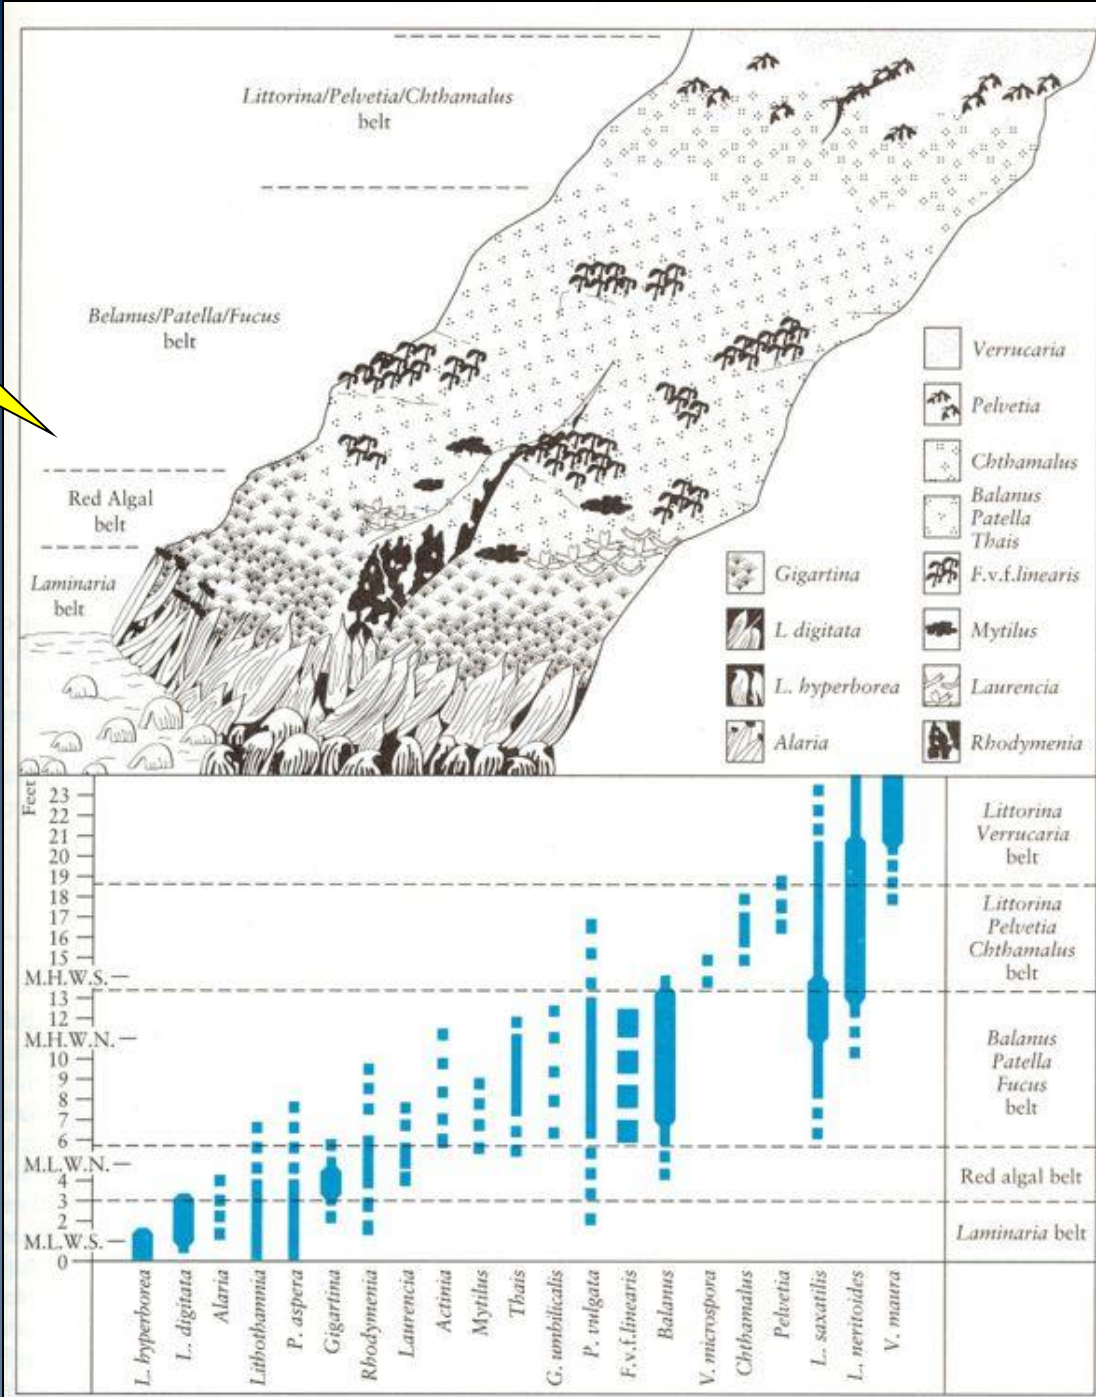 Littorina/Pelvetia/Chthamalus
belt
Belanus/Patella/Fucus
belt
Red Algal
belt
Laminaria
belt
Verrucaria
Pelvetia
Chthamalus
Balanus
Patella
Thais
F.v.f.linearis
Mytilus
Laurencia
Rhodymenia
Gigartina
L digitata
L. hyperborea
Alaria
Feet
23
22
21
20
19
18
17
16
15
M.H.W.S.
13
12
M.H.W.N.
10
9
8
7
6
M.L.W.N.
4
3
2
M.L.W.S.
0
Littorina
Verrucaria
belt
Littorina
Pelvetia
Chthamalus
belt
Balanus
Patella
Fucus
belt
Red algal belt
Laminaria belt
L. hyperborea
L. digitata
Alaria
Lithothamnia
P. aspera
Gigartina
Rhodymenia
Laurencia
Actinia
Mytilus
Thais
G. umbilicalis
P. vulgata
F.v.f.linearis
Balanus
V. microspora
Chthamalus
Pelvetia
L. saxatilis
L. neritoides
V. maura